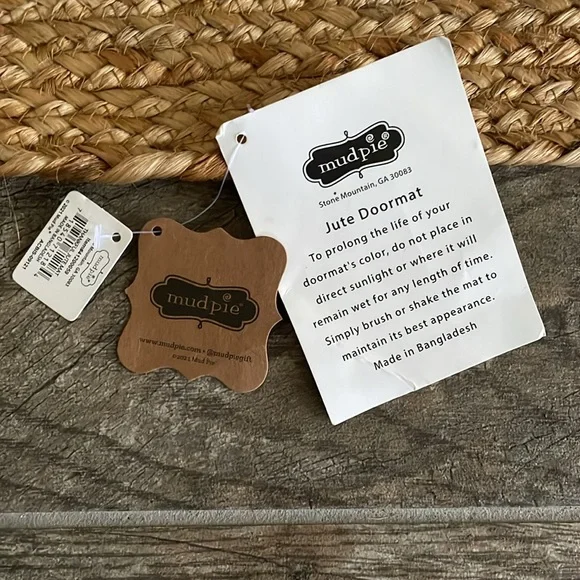 mudpie
Stone Mountain, GA 30083
Jute Doormat
To prolong the life of your
doormat's color, do not place in
direct sunlight or where it will
remain wet for any length of time.
Simply brush or shake the mat to
maintain its best appearance.
Made in Bangladesh
mudpie
www.mudpie.com • @mudpiegift
mudpie